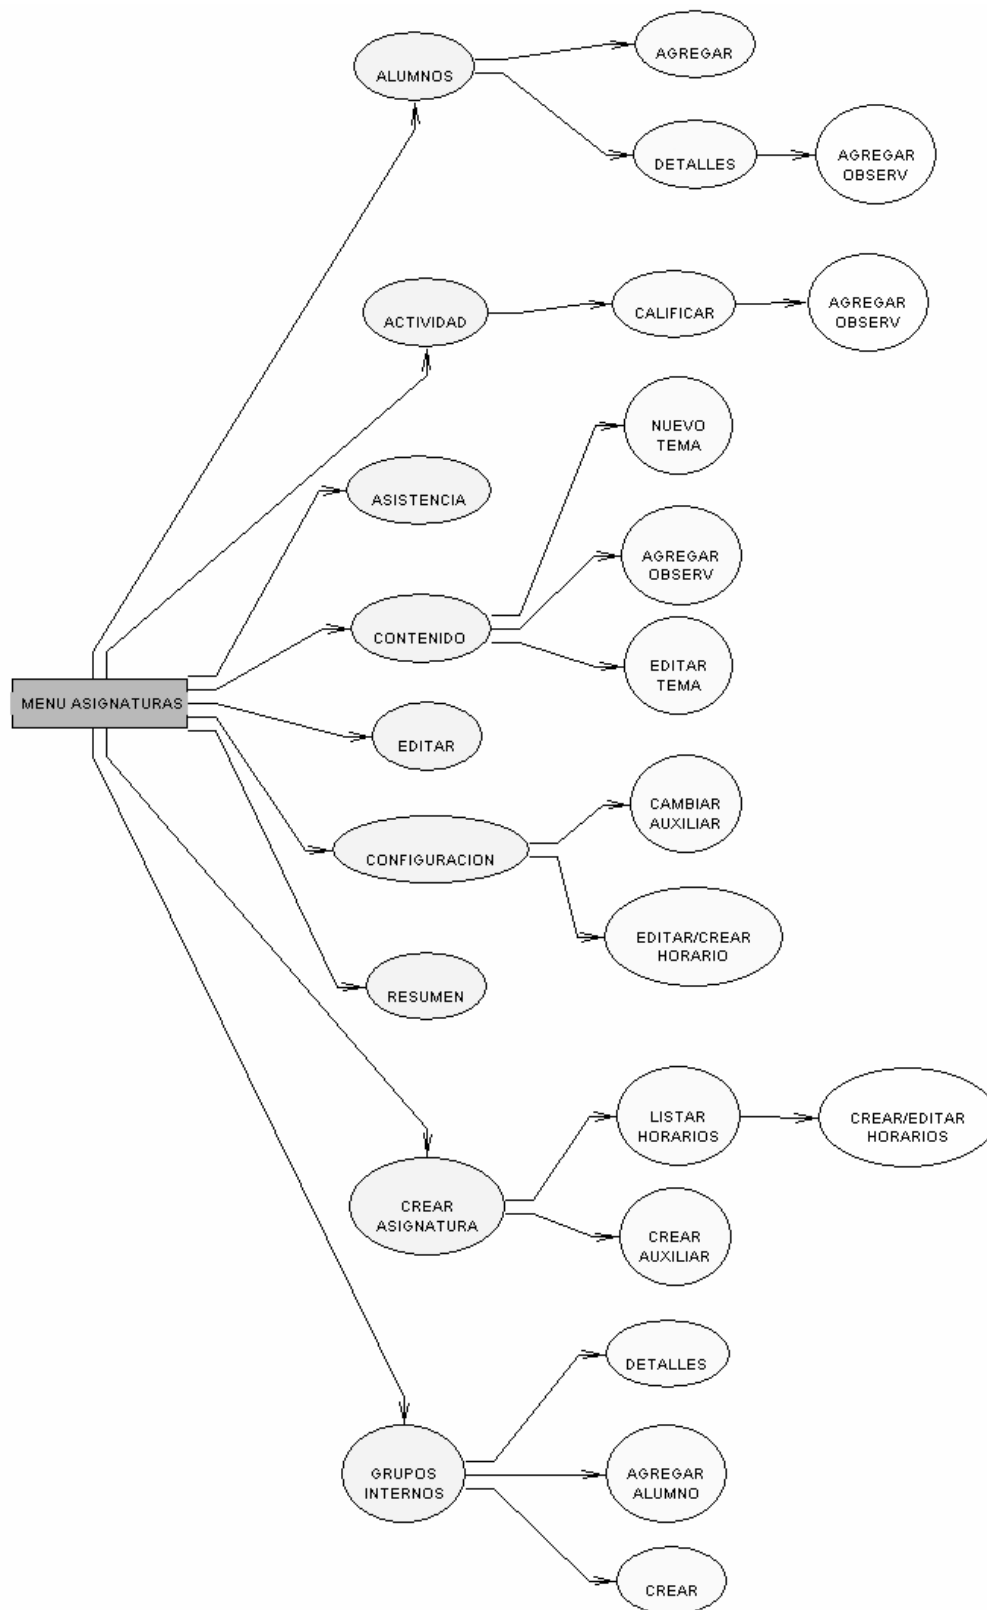 ALUMNOS
AGREGAR
DETALLES
AGREGAR
OBSERV
ACTIVIDAD
CALIFICAR
AGREGAR
OBSERV
ASISTENCIA
NUEVO
TEMA
AGREGAR
OBSERV
CONTENIDO
EDITAR
TEMA
MENU ASIGNATURAS
EDITAR
CONFIGURACION
CAMBIAR
AUXILIAR
EDITAR/CREAR
HORARIO
RESUMEN
CREAR
ASIGNATURA
LISTAR
HORARIOS
CREAR/EDITAR
HORARIOS
CREAR
AUXILIAR
GRUPOS
INTERNOS
DETALLES
AGREGAR
ALUMNO
CREAR